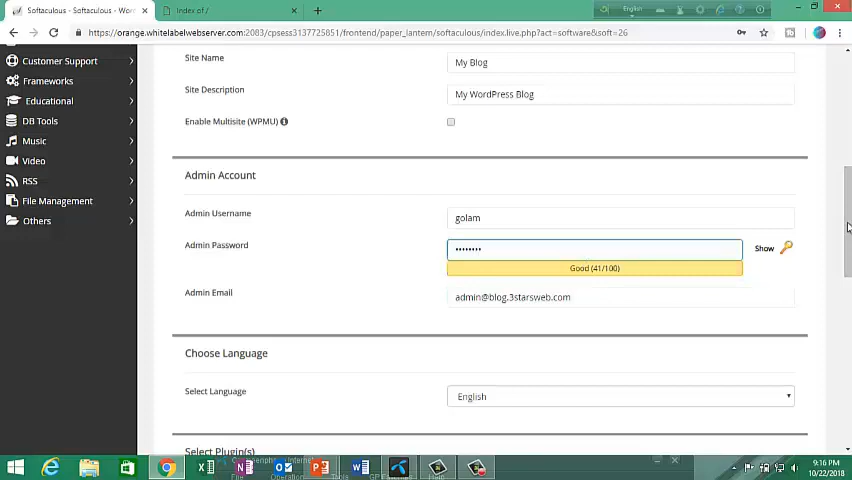 Softaculous - Softaculous - Wor
Index of /
English
https://orange.whitelabelwebserver.com:2083/cpsess3137725851/frontend/paper_lantern/softaculous/index.live.php?act=software&soft=26
Customer Support
Frameworks
Educational
DB Tools
Music
Video
RSS
File Management
Others
Site Name
My Blog
Site Description
My WordPress Blog
Enable Multisite (WPMU)
Admin Account
Admin Username
golam
Admin Password
••••••••
Show
Good (41/100)
Admin Email
admin@blog.3starsweb.com
Choose Language
Select Language
English
Select Plugin(s)
9:16 PM
10/22/2018